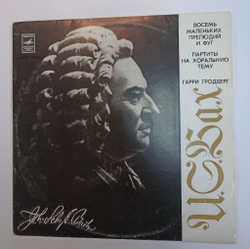 ВОСЕМЬ
МАЛЕНЬКИХ
ПРЕЛЮДИЙ
И ФУГ
ПАРТИТЫ
НА ХОРАЛЬНУЮ
ТЕМУ
ГАРРИ ГРОДБЕРГ
И.С.Бах